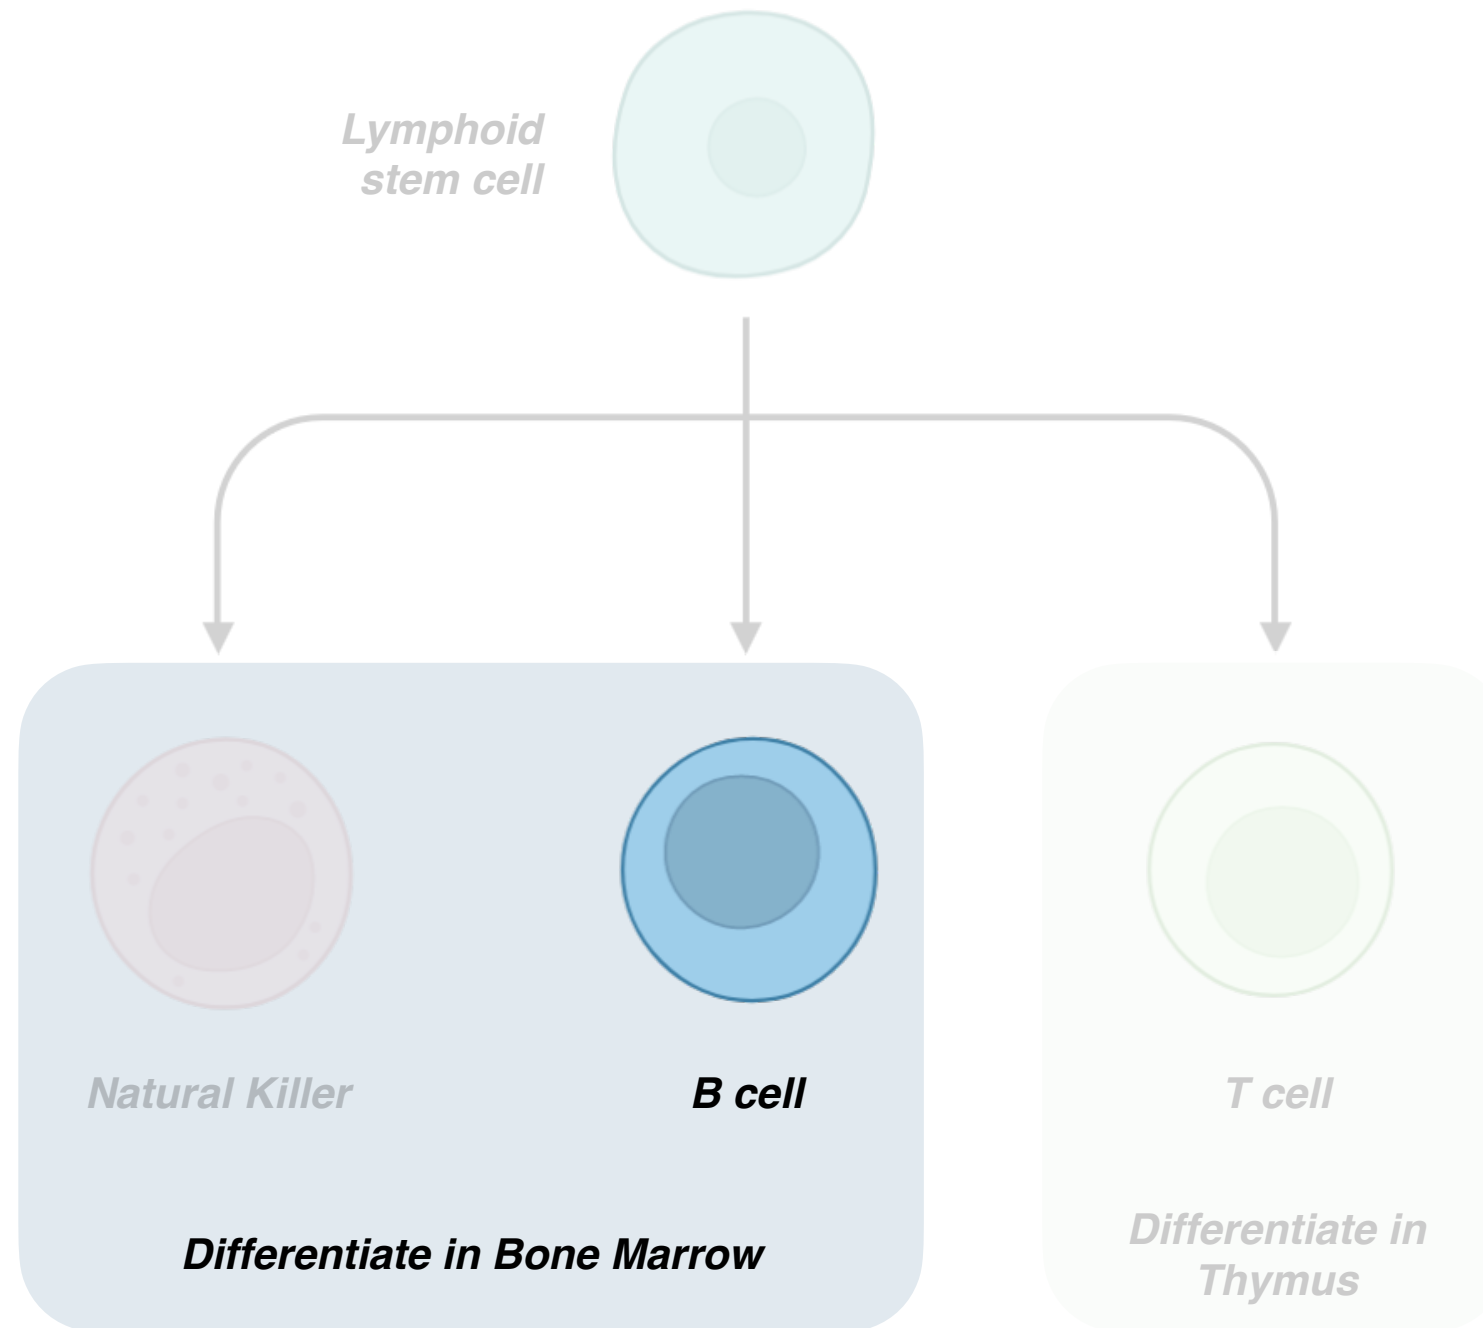 Lymphoid
stem cell
Natural Killer
B cell
T cell
Differentiate in Bone Marrow
Differentiate in
Thymus